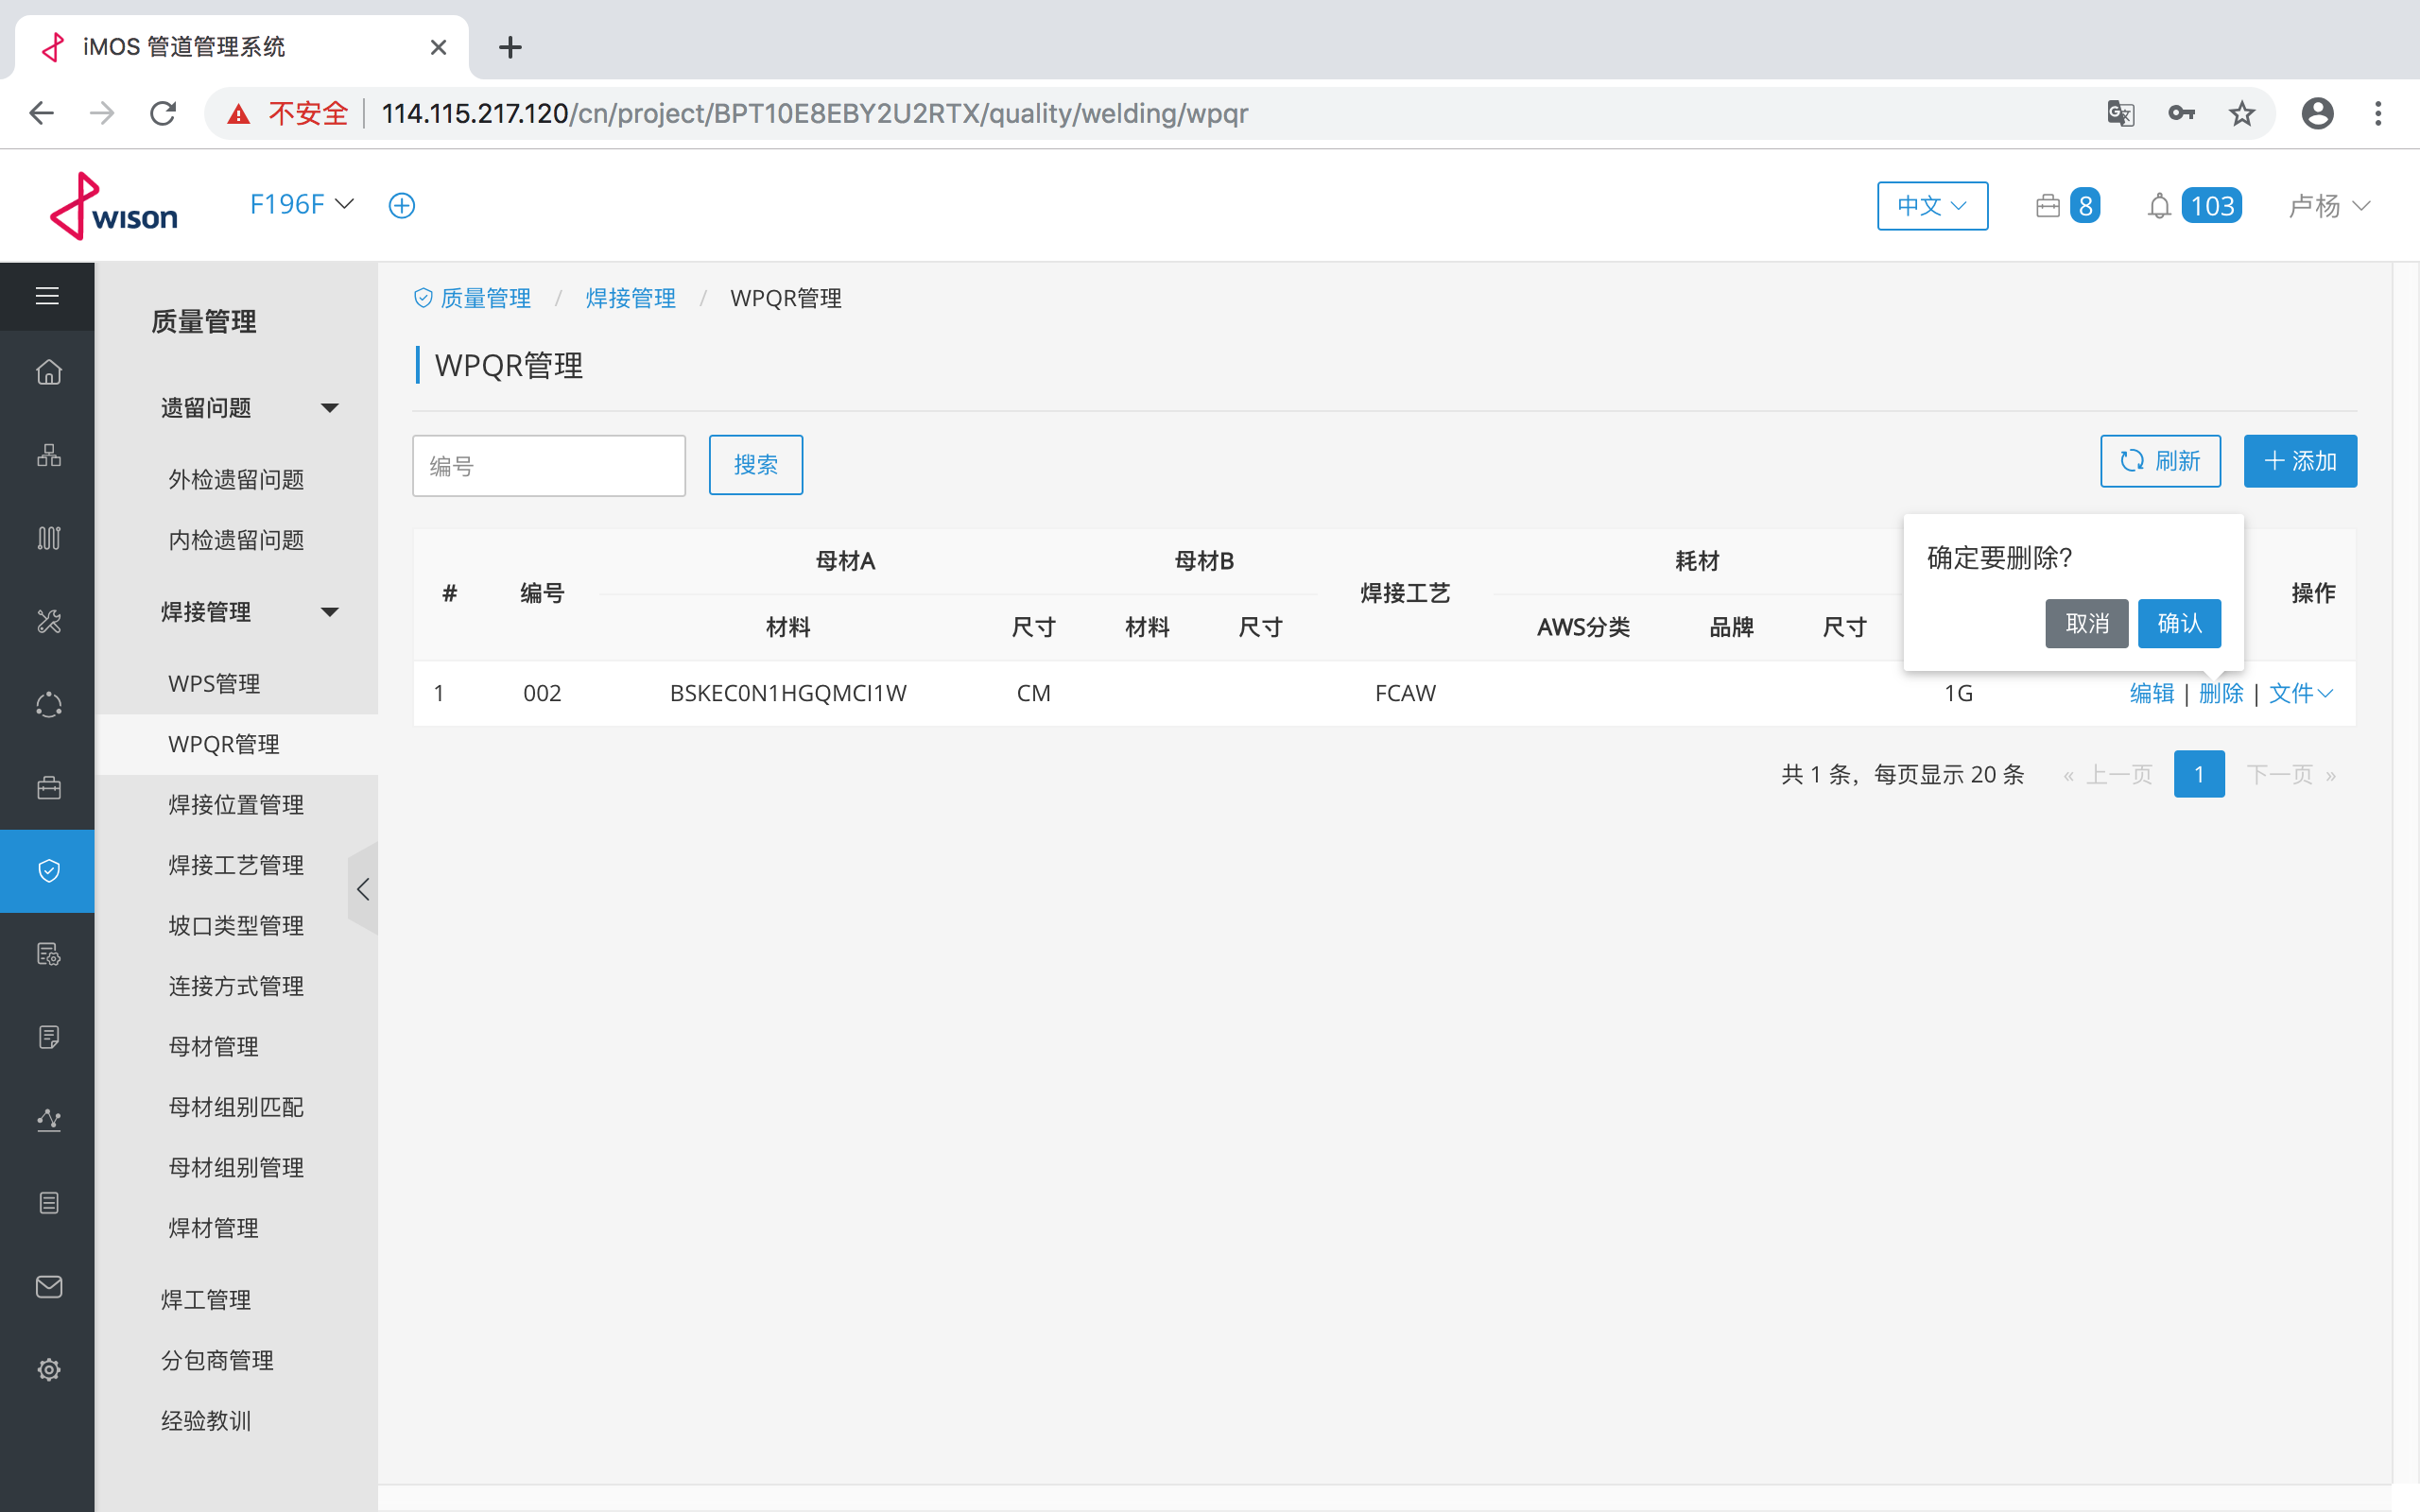 iMOS 管道管理系统
不安全 114.115.217.120/cn/project/BPT10E8EBY2U2RTX/quality/welding/wpqr
wison F196F 中文 8 103 卢杨
质量管理
遗留问题
外检遗留问题
内检遗留问题
焊接管理
WPS管理
WPQR管理
焊接位置管理
焊接工艺管理
坡口类型管理
连接方式管理
母材管理
母材组别匹配
母材组别管理
焊材管理
焊工管理
分包商管理
经验教训
质量管理 / 焊接管理 / WPQR管理
WPQR管理
编号 搜索 刷新 添加
# 编号 母材A 母材B 焊接工艺 耗材 操作
材料 尺寸 材料 尺寸 AWS分类 品牌 尺寸
确定要删除?
取消 确认
1 002 BSKEC0N1HGQMCI1W CM FCAW 1G 编辑 | 删除 | 文件
共 1 条，每页显示 20 条 « 上一页 1 下一页 »